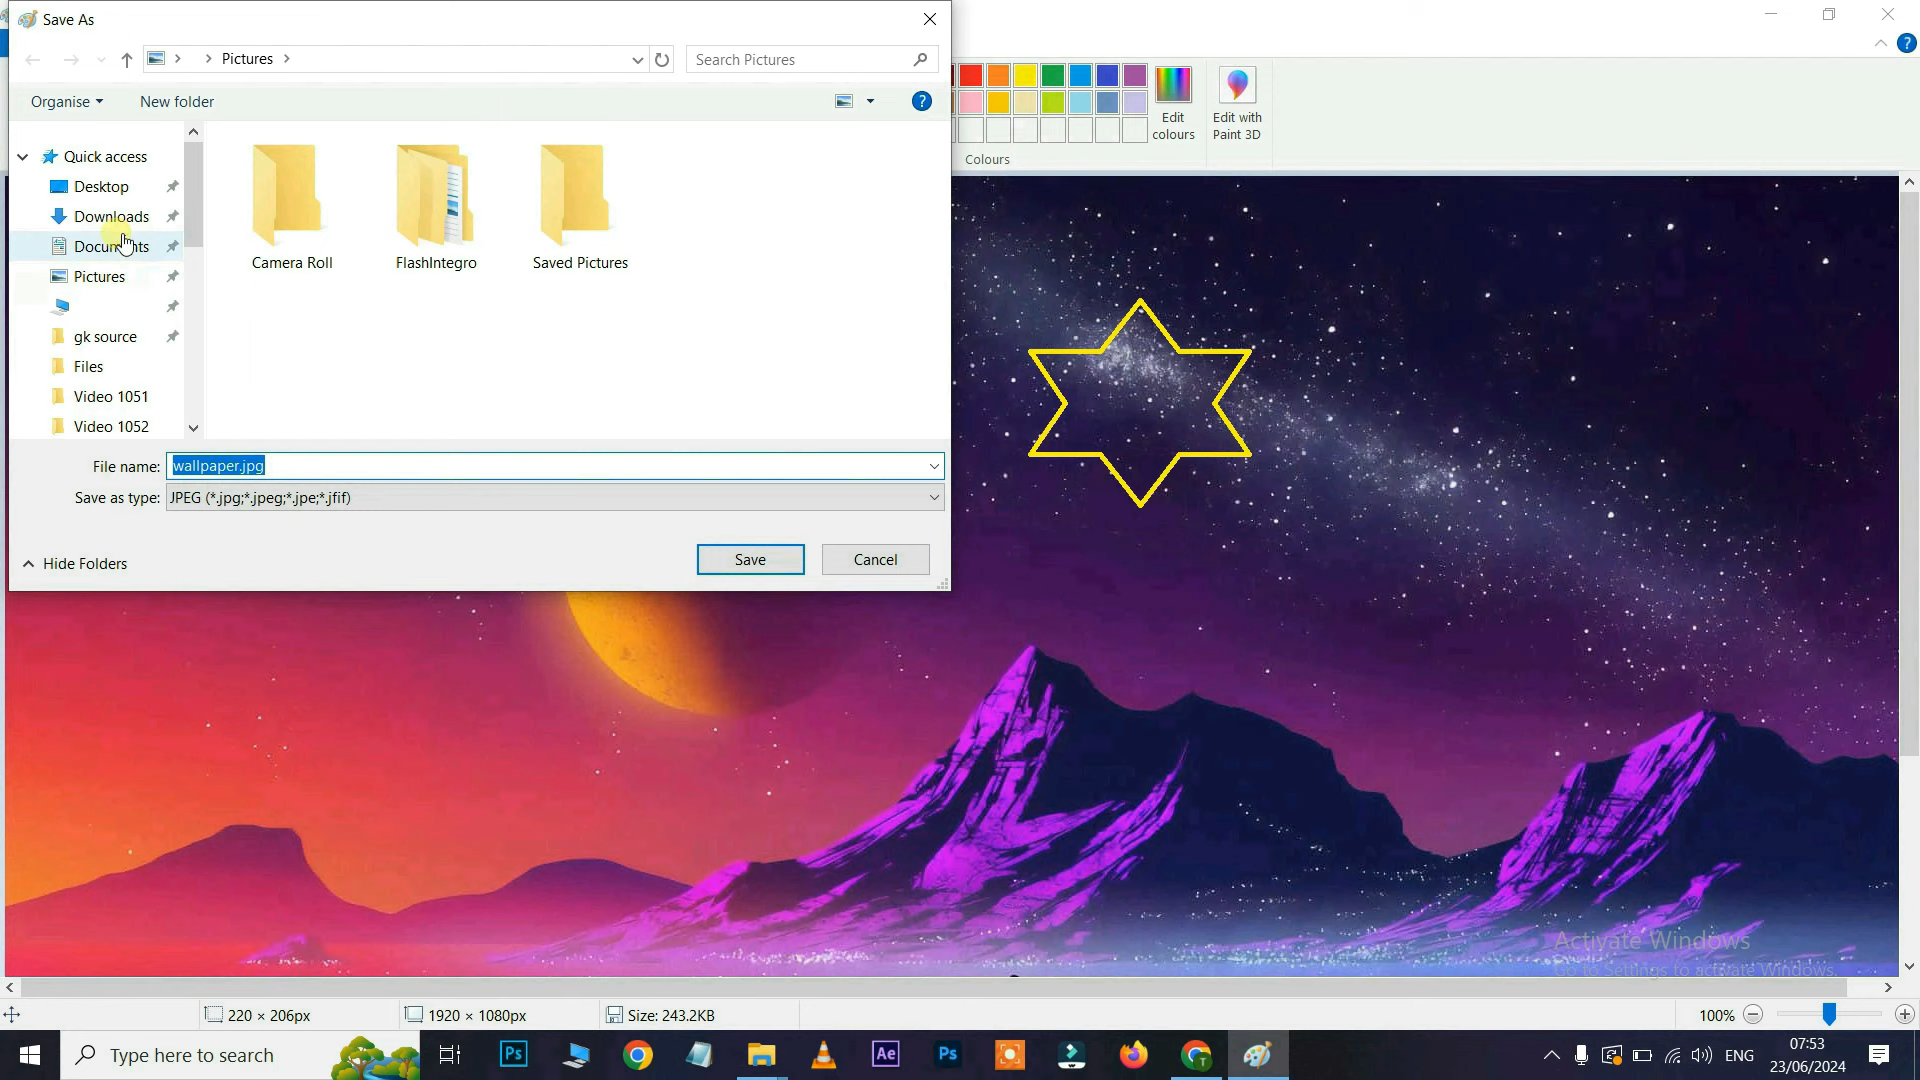 Save As
Pictures
Search Pictures
Organise
New folder
Quick access
Desktop
Downloads
Documents
Pictures
gk source
Files
Video 1051
Video 1052
Camera Roll
FlashIntegro
Saved Pictures
File name: wallpaper.jpg
Save as type: JPEG (*.jpg;*.jpeg;*.jpe;*.jfif)
Hide Folders
Save
Cancel
Edit
colours
Edit with
Paint 3D
Colours
Activate Windows
Go to Settings to activate Windows.
220 × 206px
1920 × 1080px
Size: 243.2KB
100%
Type here to search
Ps
Ae
Ps
ENG
07:53
23/06/2024